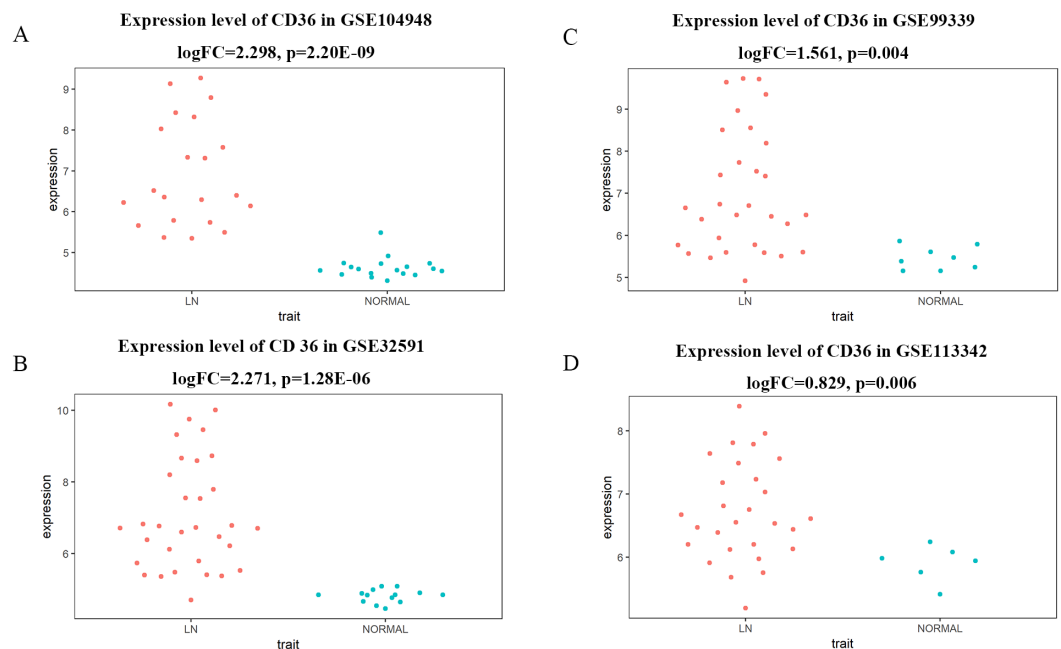 A
Expression level of CD36 in GSE104948
logFC=2.298, p=2.20E-09
9
8
7
6
5
expression
LN
NORMAL
trait
B
Expression level of CD 36 in GSE32591
logFC=2.271, p=1.28E-06
10
8
6
expression
LN
NORMAL
trait
C
Expression level of CD36 in GSE99339
logFC=1.561, p=0.004
9
8
7
6
5
expression
LN
NORMAL
trait
D
Expression level of CD36 in GSE113342
logFC=0.829, p=0.006
8
7
6
expression
LN
NORMAL
trait